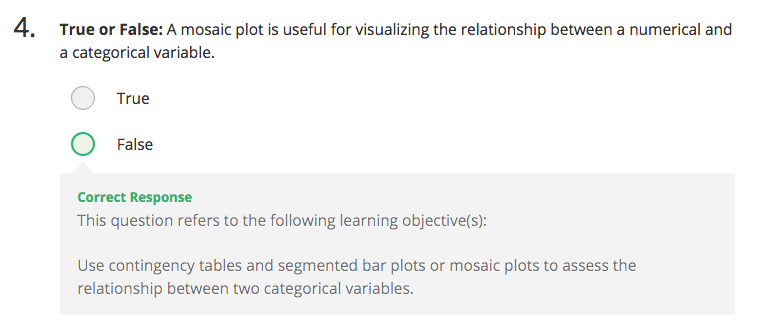 4. True or False: A mosaic plot is useful for visualizing the relationship between a numerical and
a categorical variable.
True
False
Correct Response
This question refers to the following learning objective(s):
Use contingency tables and segmented bar plots or mosaic plots to assess the
relationship between two categorical variables.